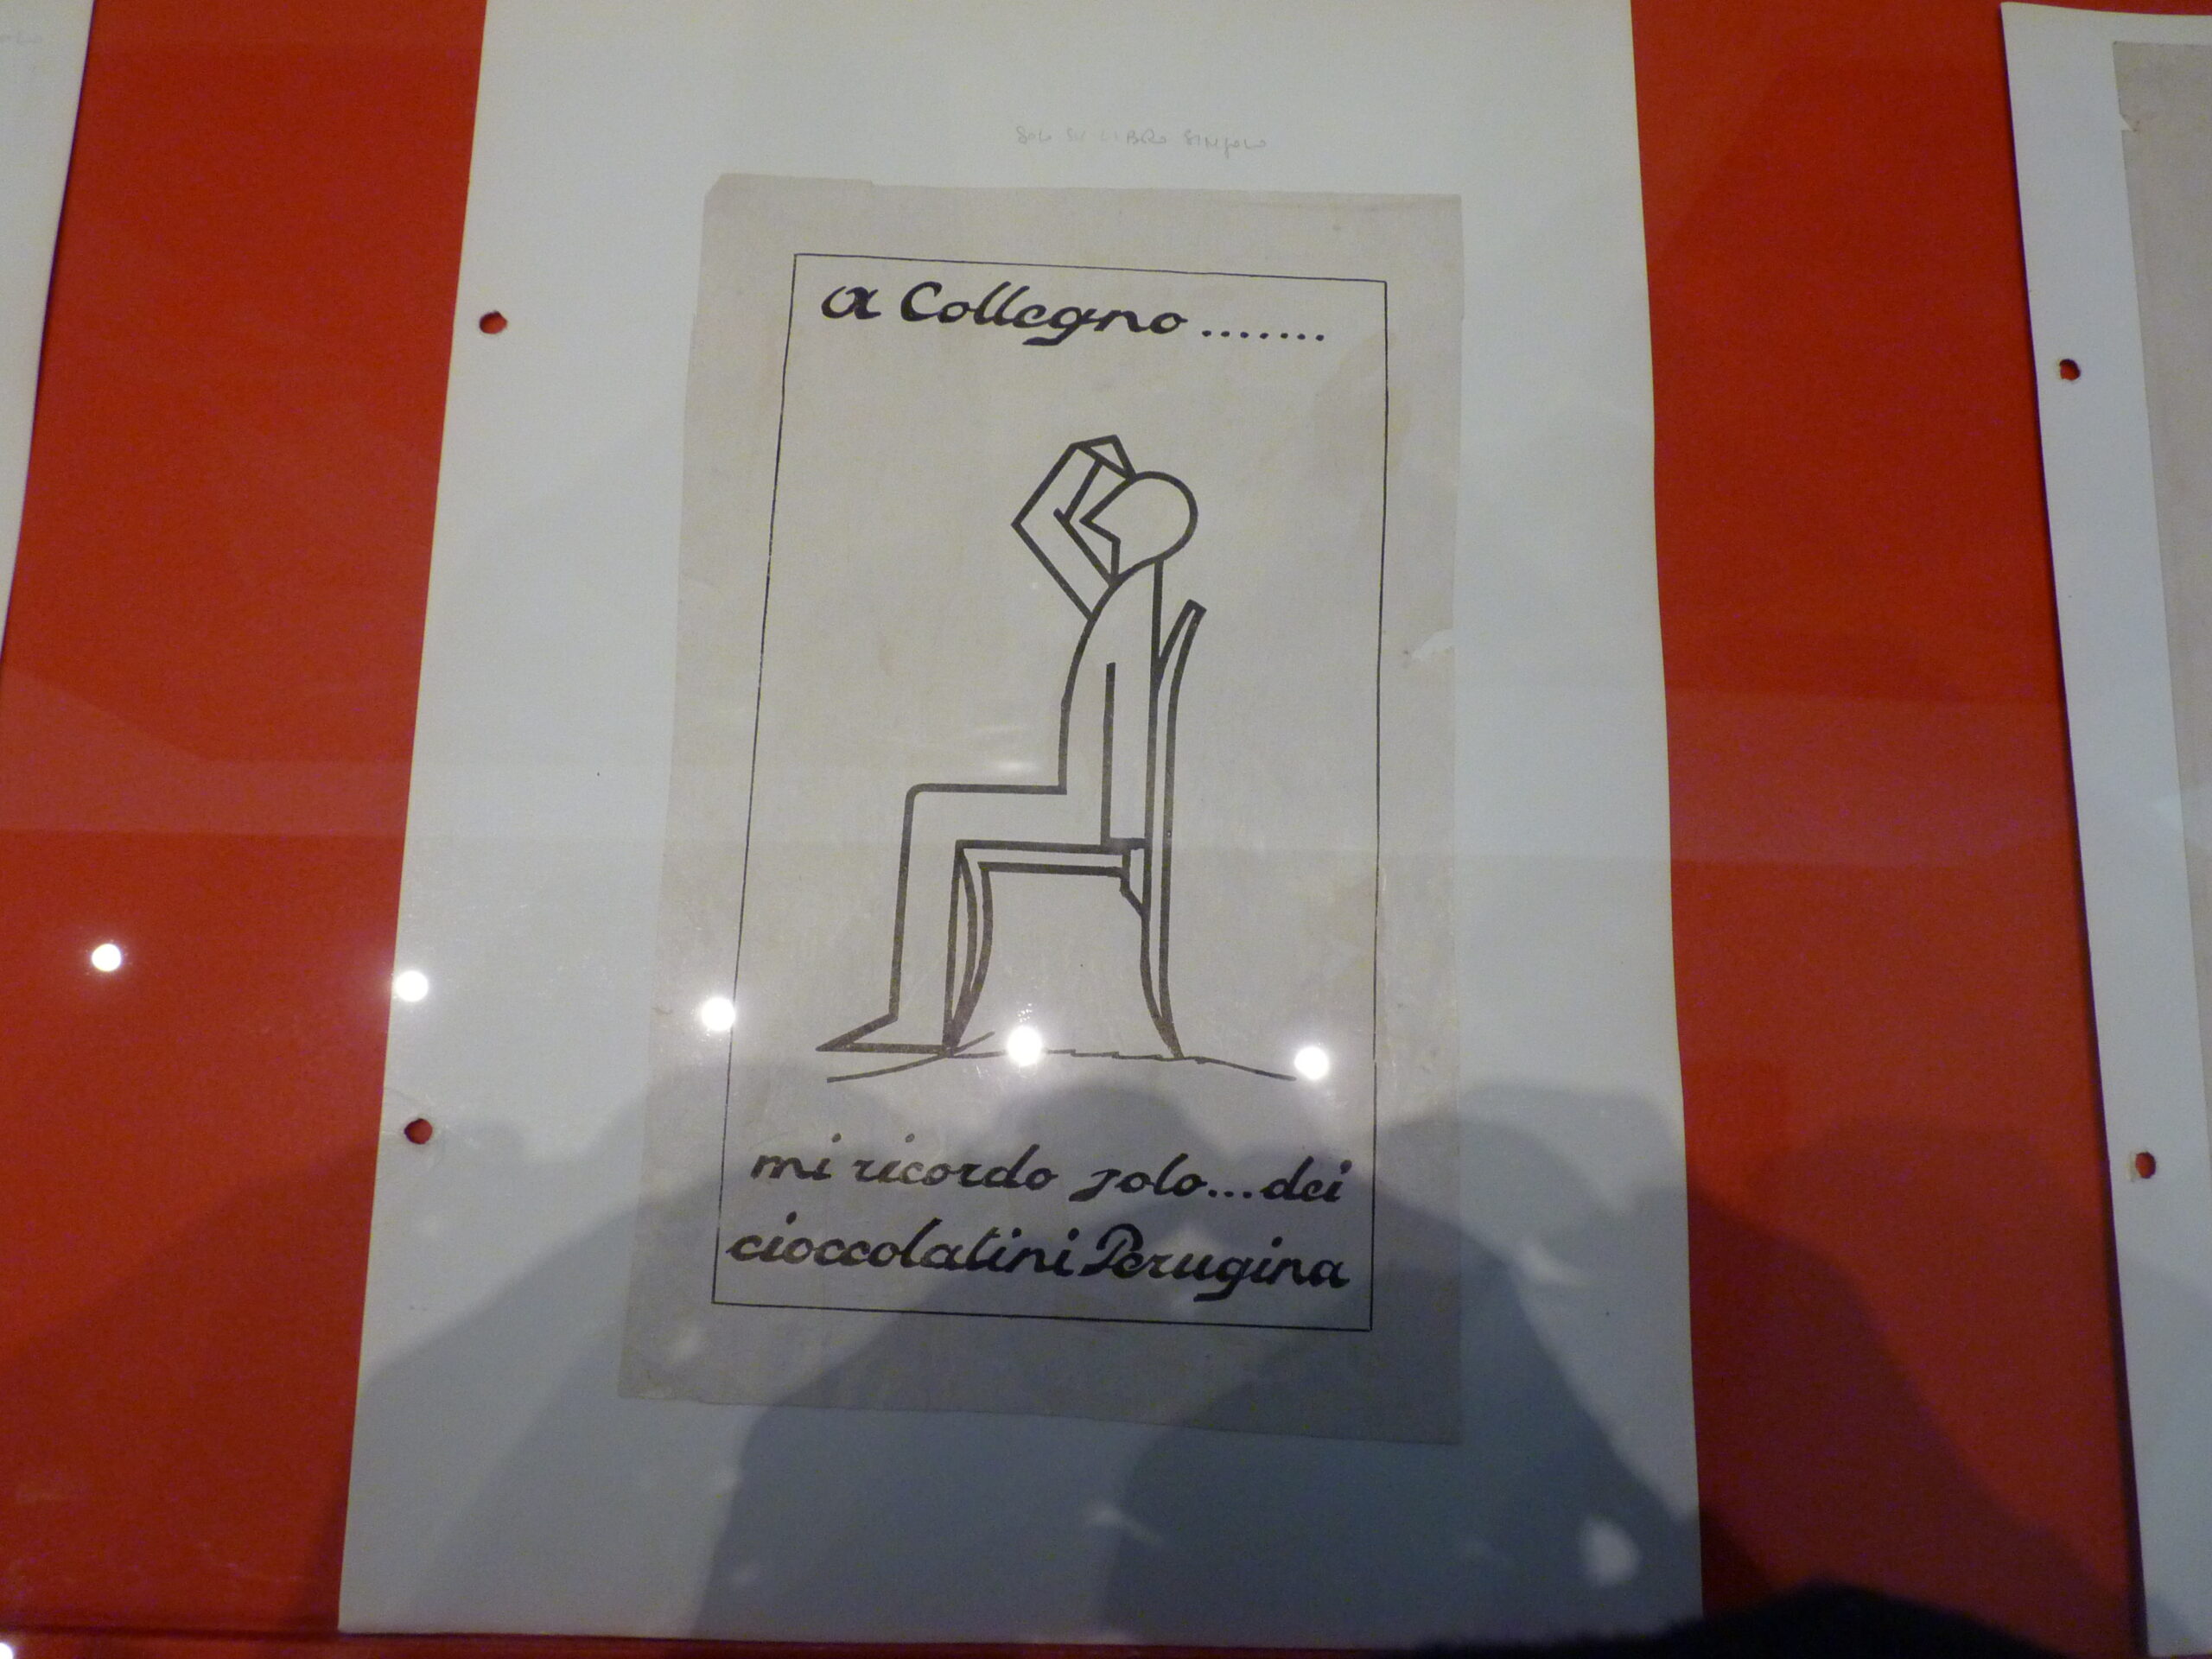 a Collegno.......
mi ricordo solo...dei
cioccolatini Perugina